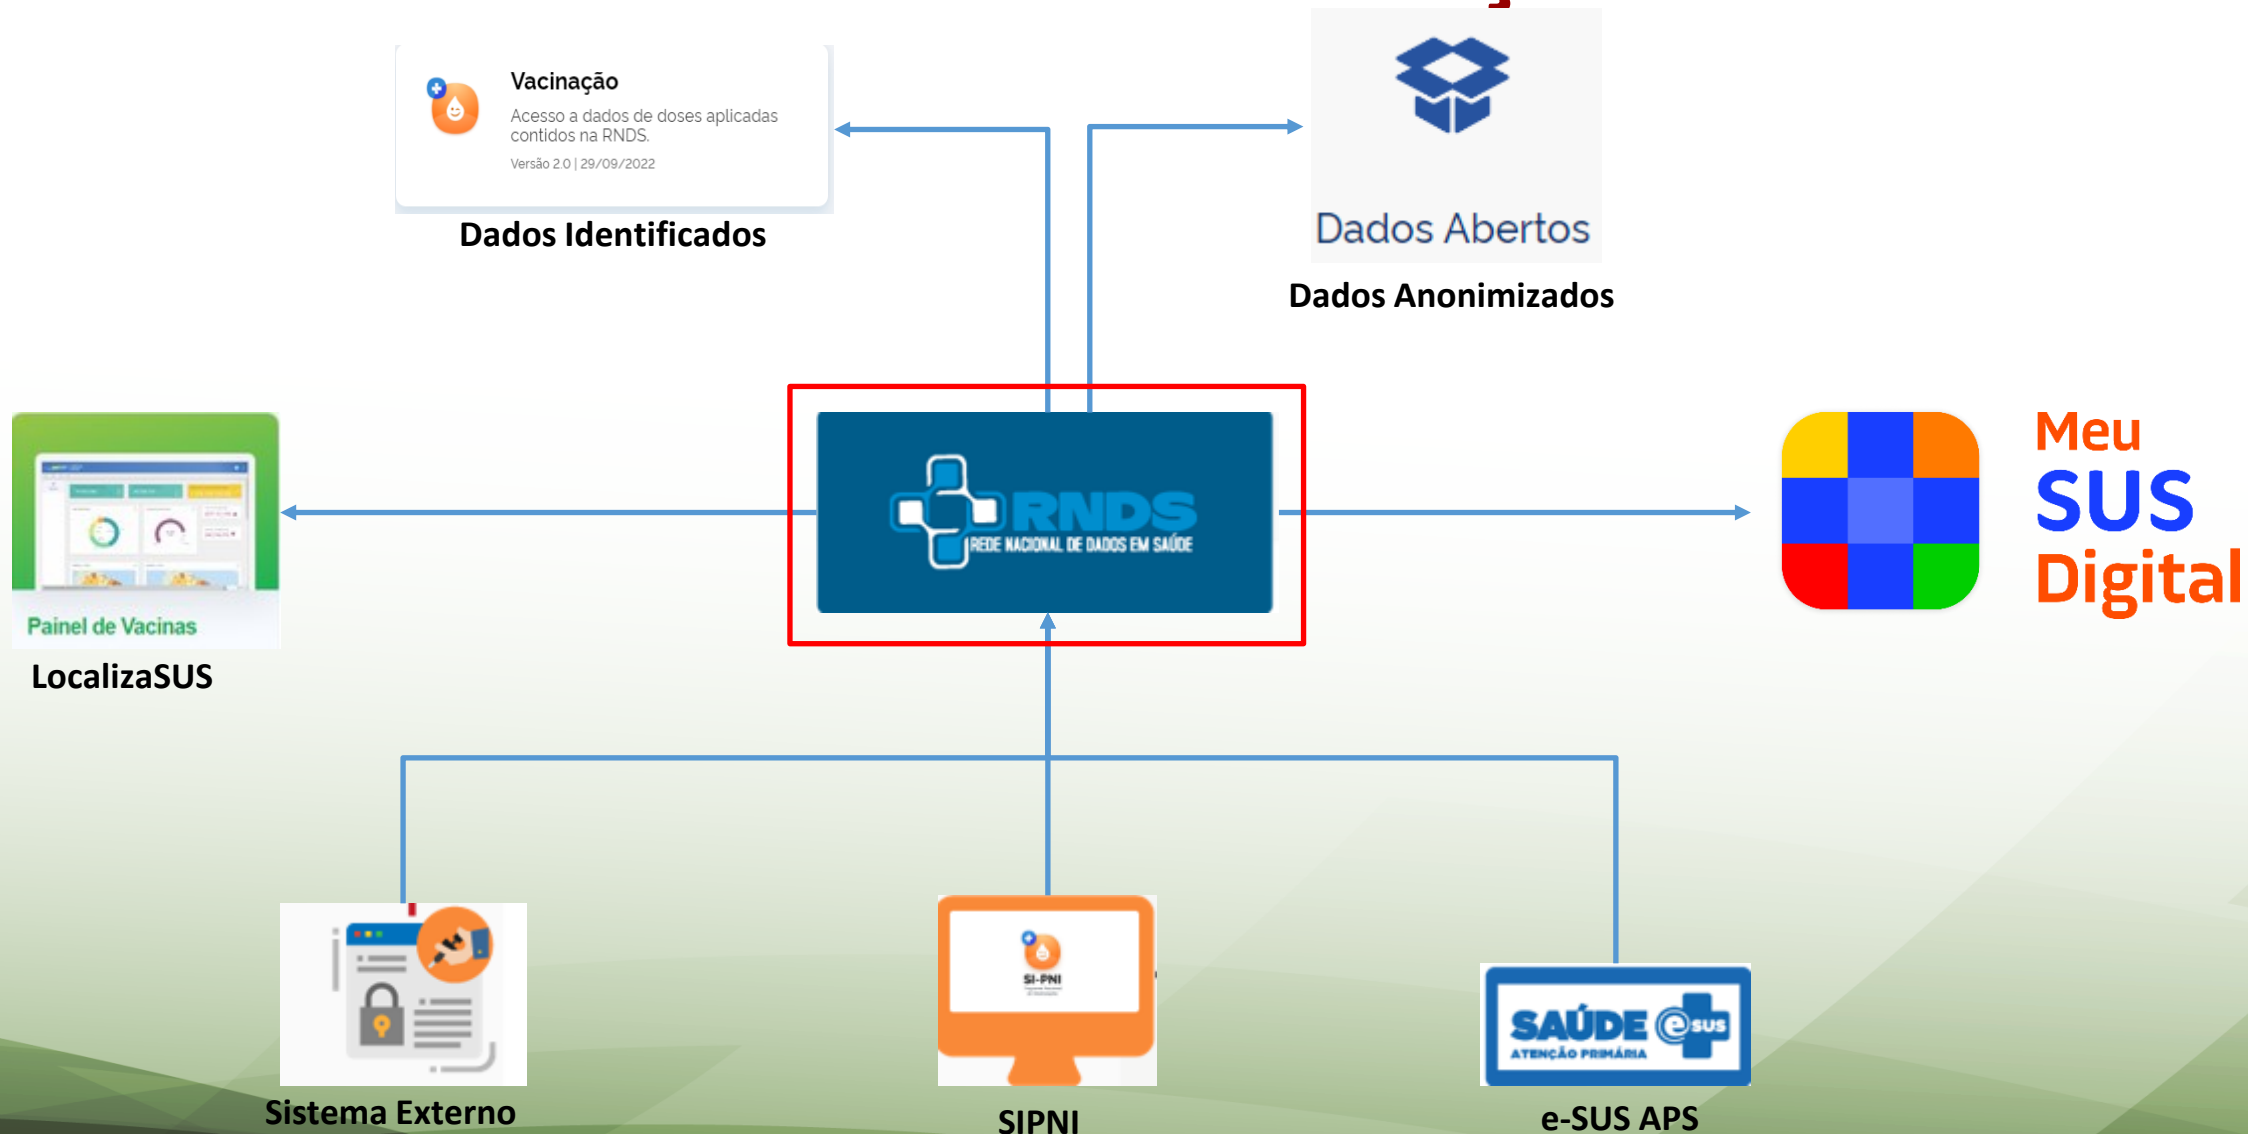 Vacinação
Acesso a dados de doses aplicadas
contidos na RNDS.
Versão 2.0 | 29/09/2022
Dados Identificados
Dados Abertos
Dados Anonimizados
Painel de Vacinas
LocalizaSUS
RNDS
REDE NACIONAL DE DADOS EM SAÚDE
Meu
SUS
Digital
Sistema Externo
SI-PNI
SIPNI
SAÚDE e sus
ATENÇÃO PRIMÁRIA
e-SUS APS